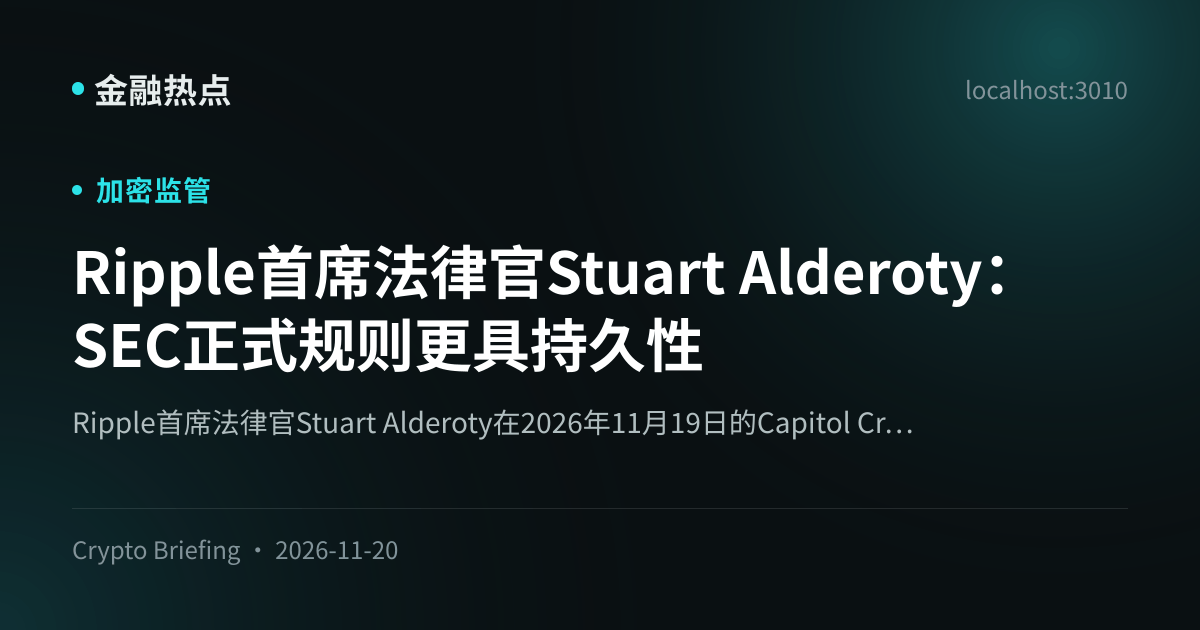 金融热点
localhost:3010
加密监管
Ripple首席法律官Stuart Alderoty：
SEC正式规则更具持久性
Ripple首席法律官Stuart Alderoty在2026年11月19日的Capitol Cr…
Crypto Briefing · 2026-11-20